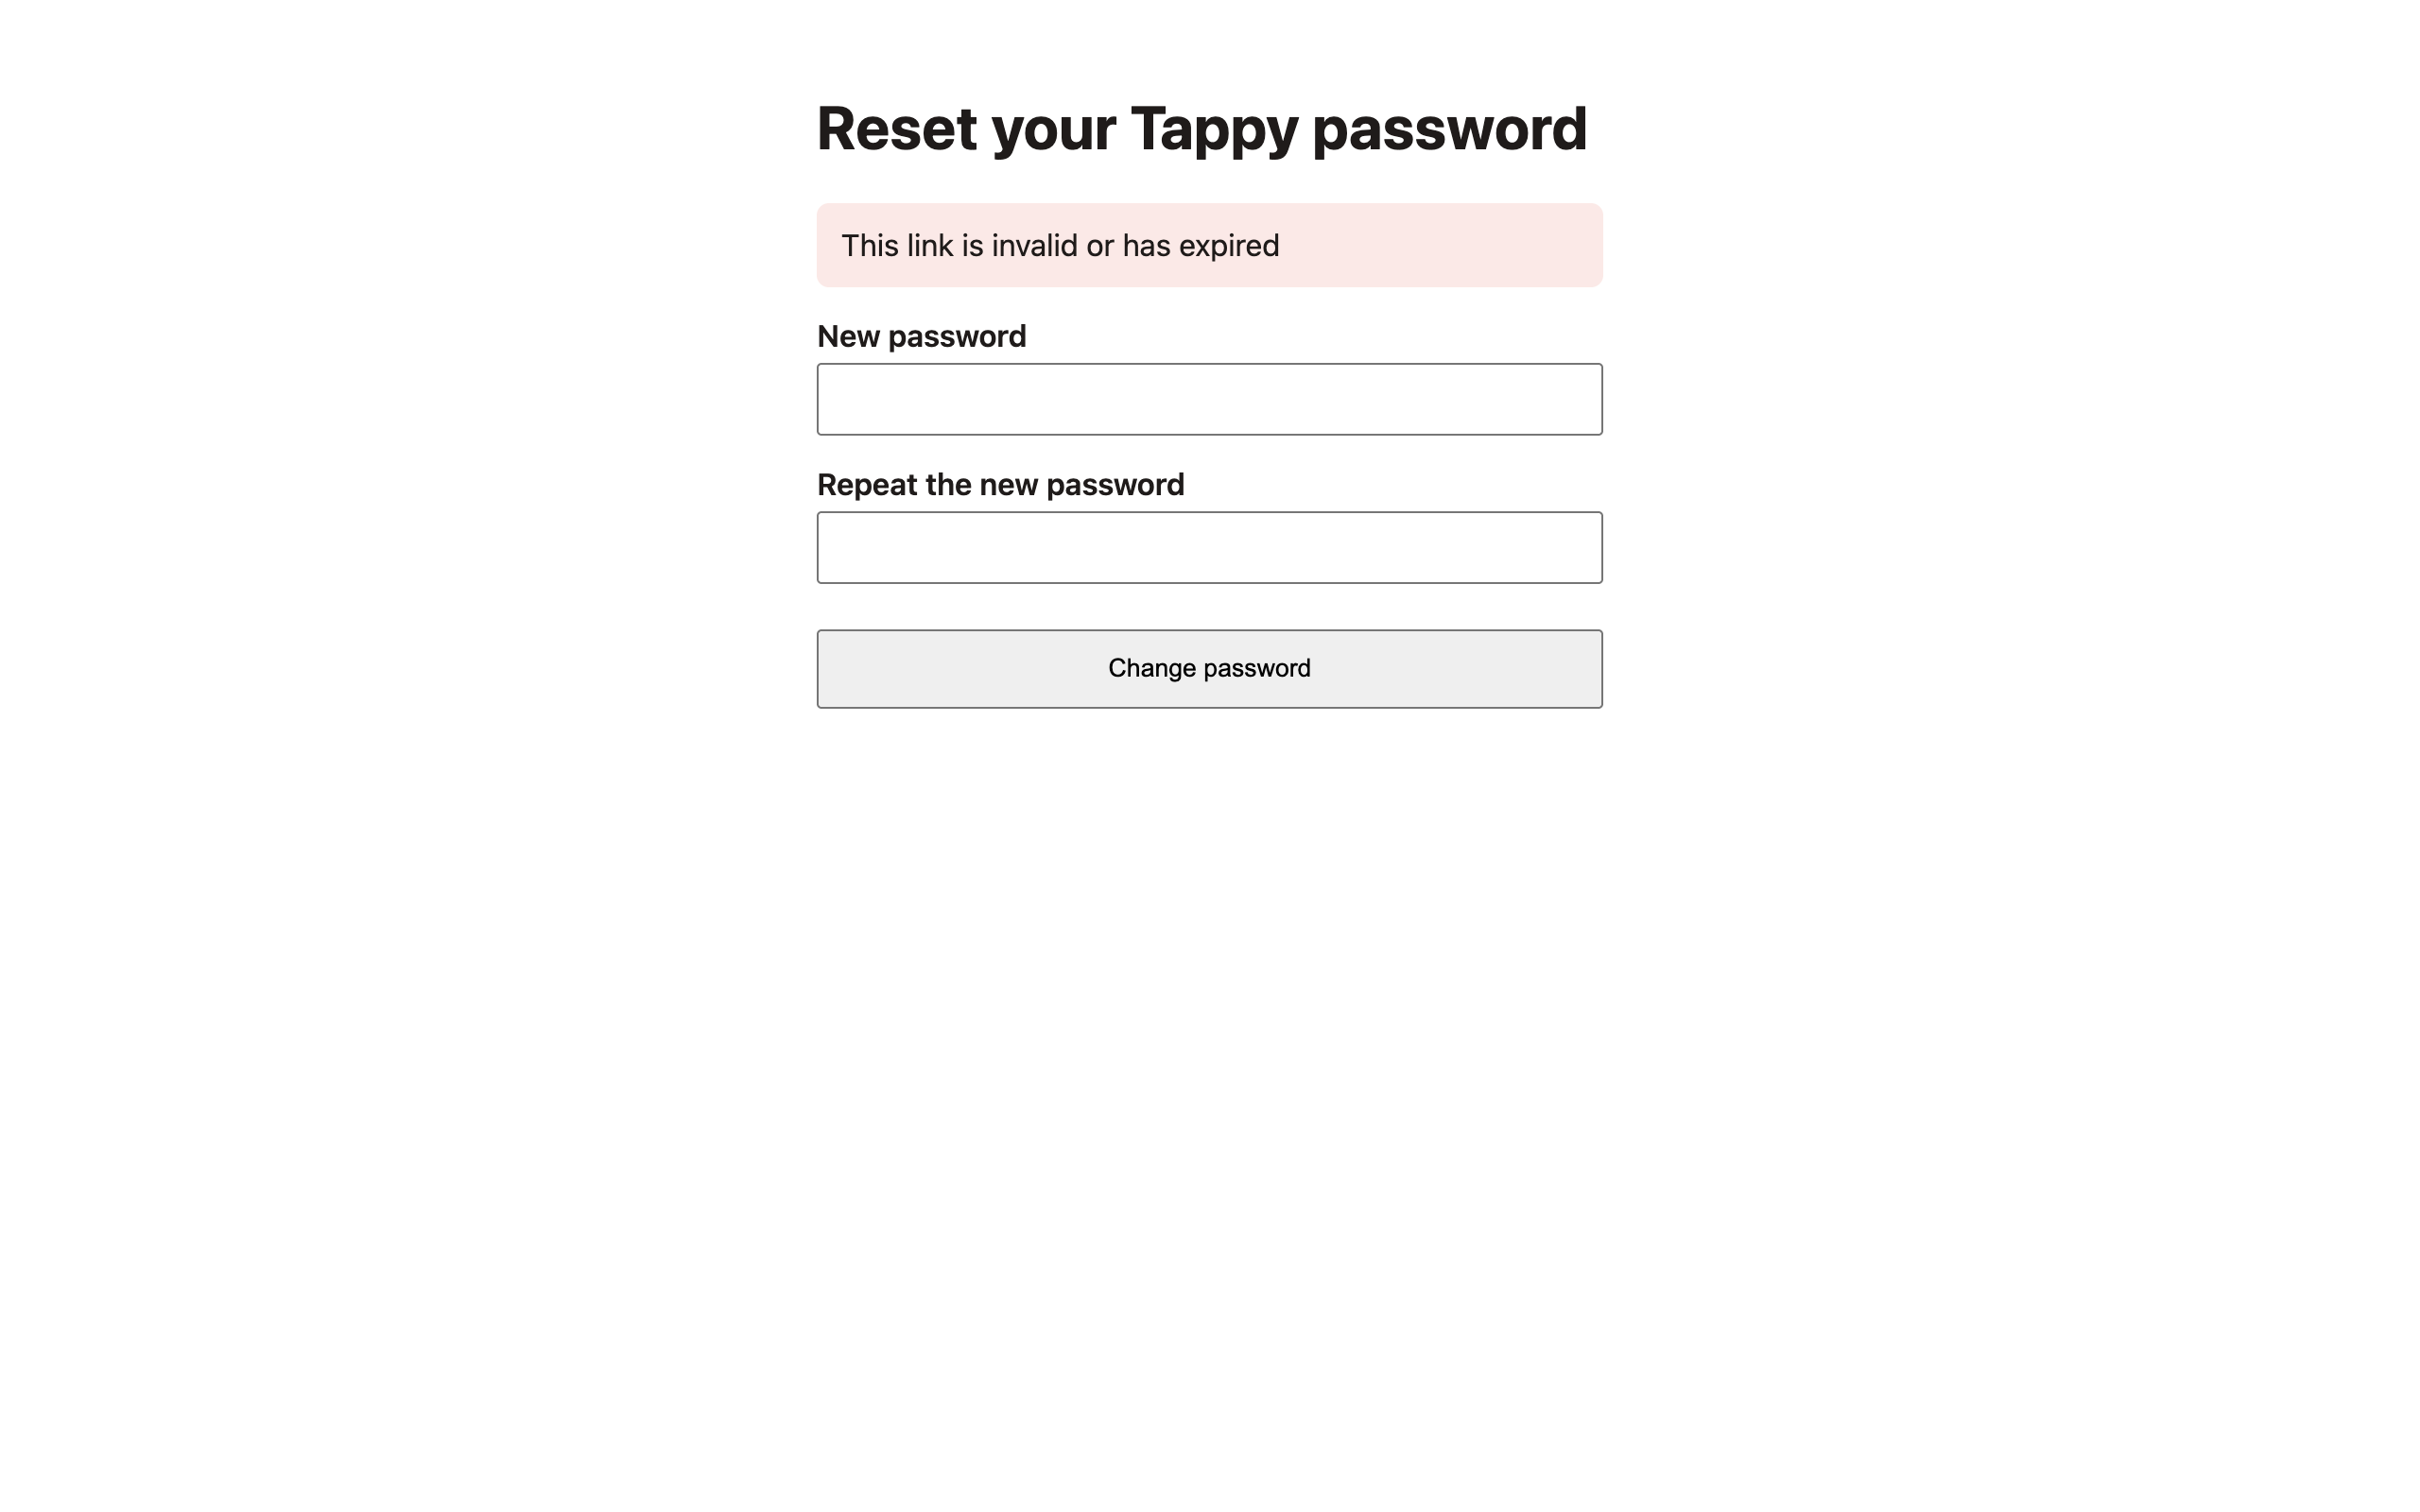 Reset your Tappy password
This link is invalid or has expired
New password
Repeat the new password
Change password